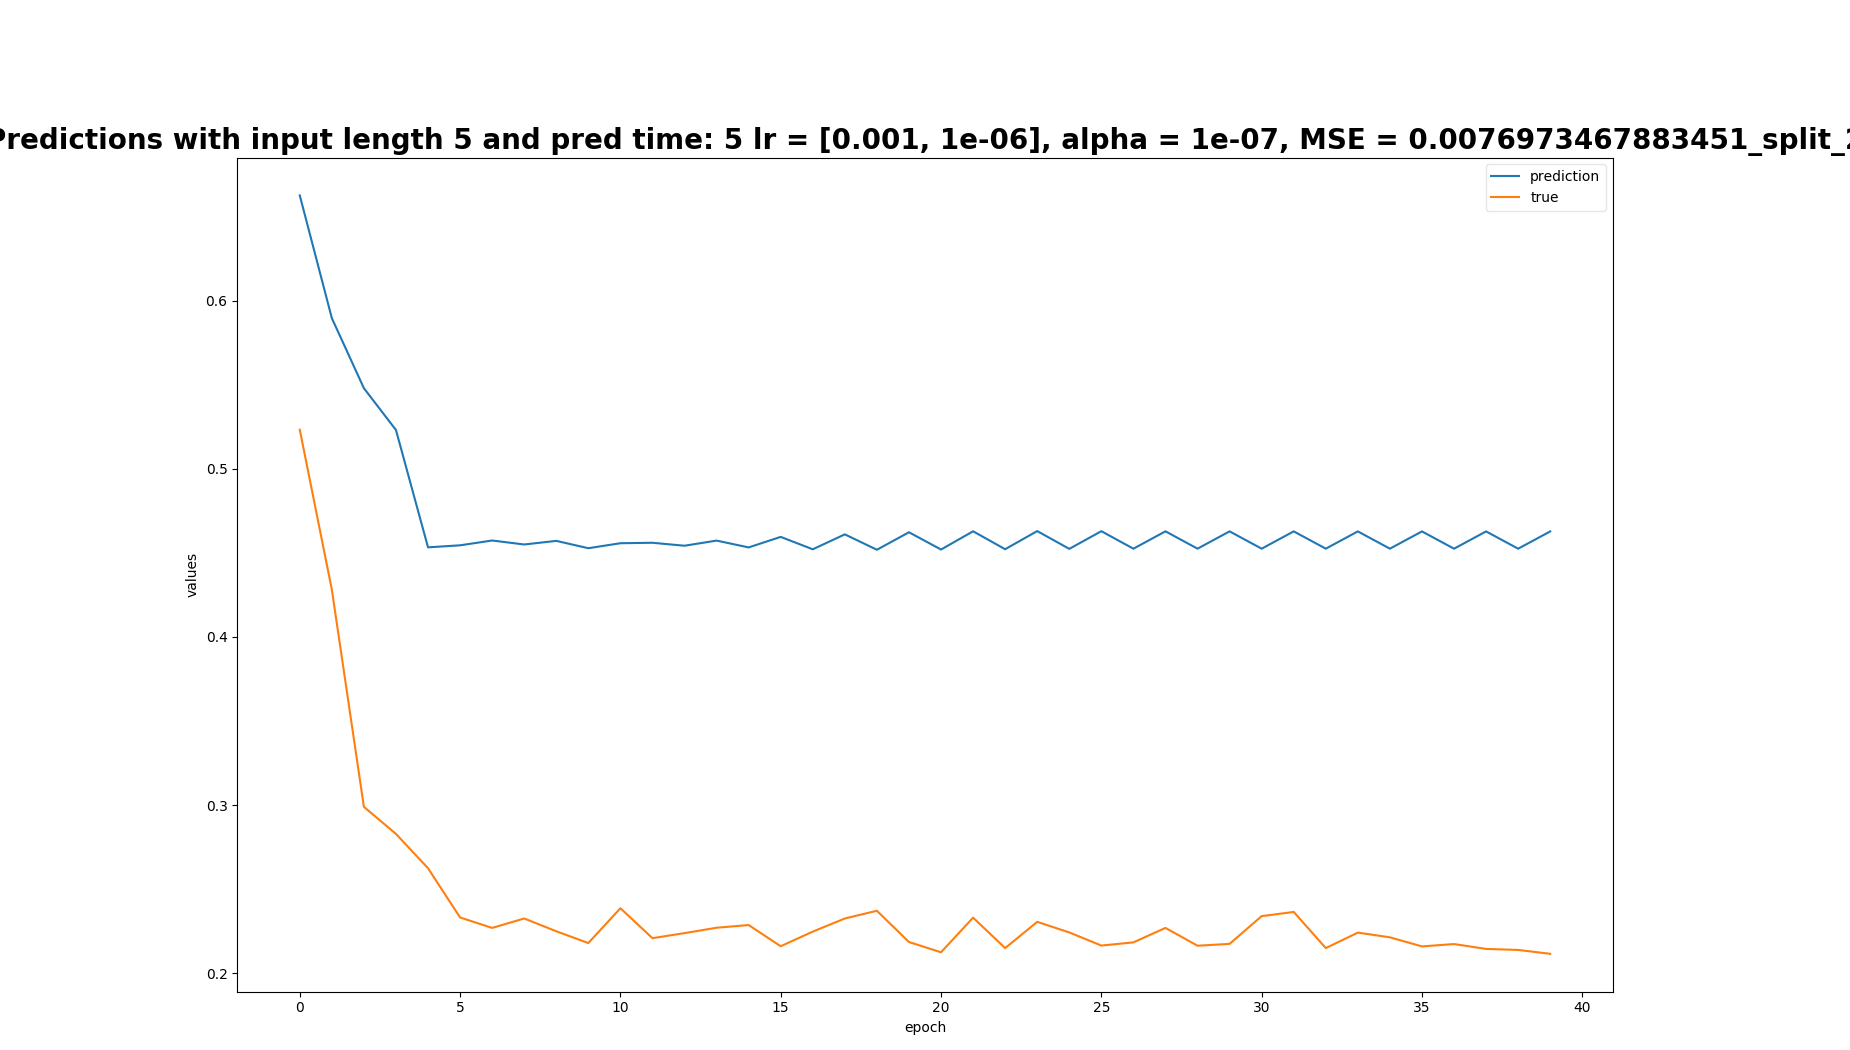 Predictions with input length 5 and pred time: 5 lr = [0.001, 1e-06], alpha = 1e-07, MSE = 0.0076973467883451_split_2
prediction
true
0.6
0.5
0.4
0.3
0.2
values
0 5 10 15 20 25 30 35 40
epoch